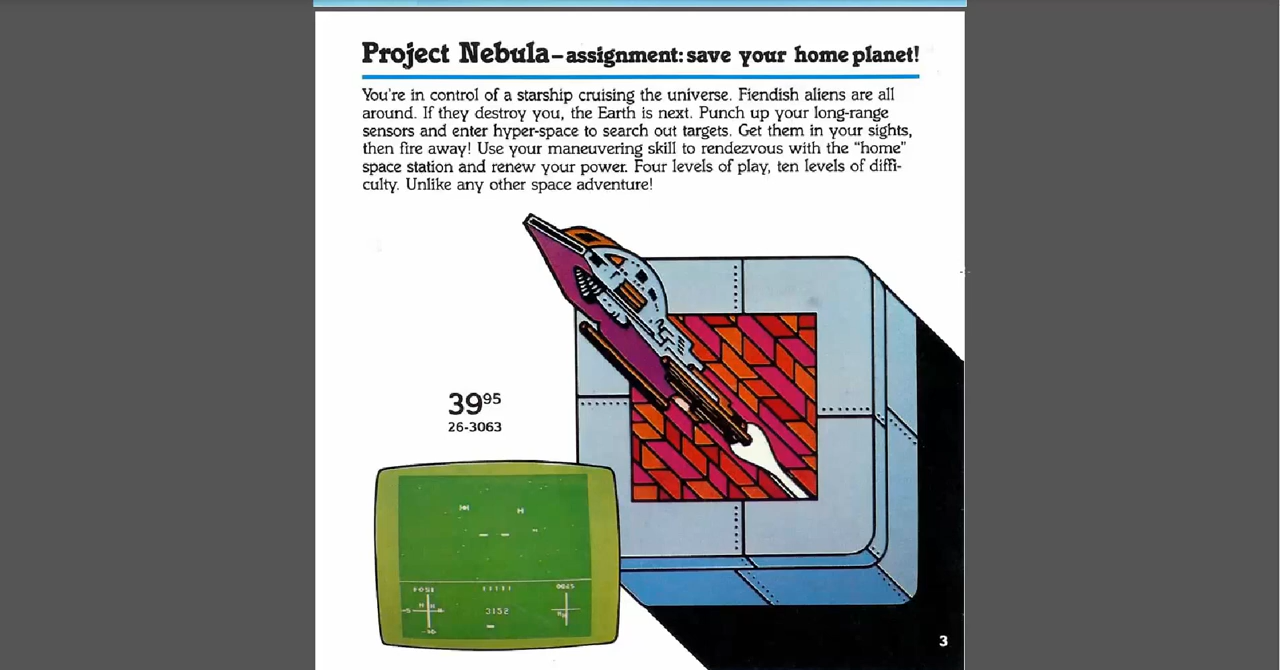 Project Nebula–assignment: save your home planet!
You're in control of a starship cruising the universe. Fiendish aliens are all
around. If they destroy you, the Earth is next. Punch up your long-range
sensors and enter hyper-space to search out targets. Get them in your sights,
then fire away! Use your maneuvering skill to rendezvous with the "home"
space station and renew your power. Four levels of play, ten levels of diffi-
culty. Unlike any other space adventure!
39 95
26-3063
3152
3